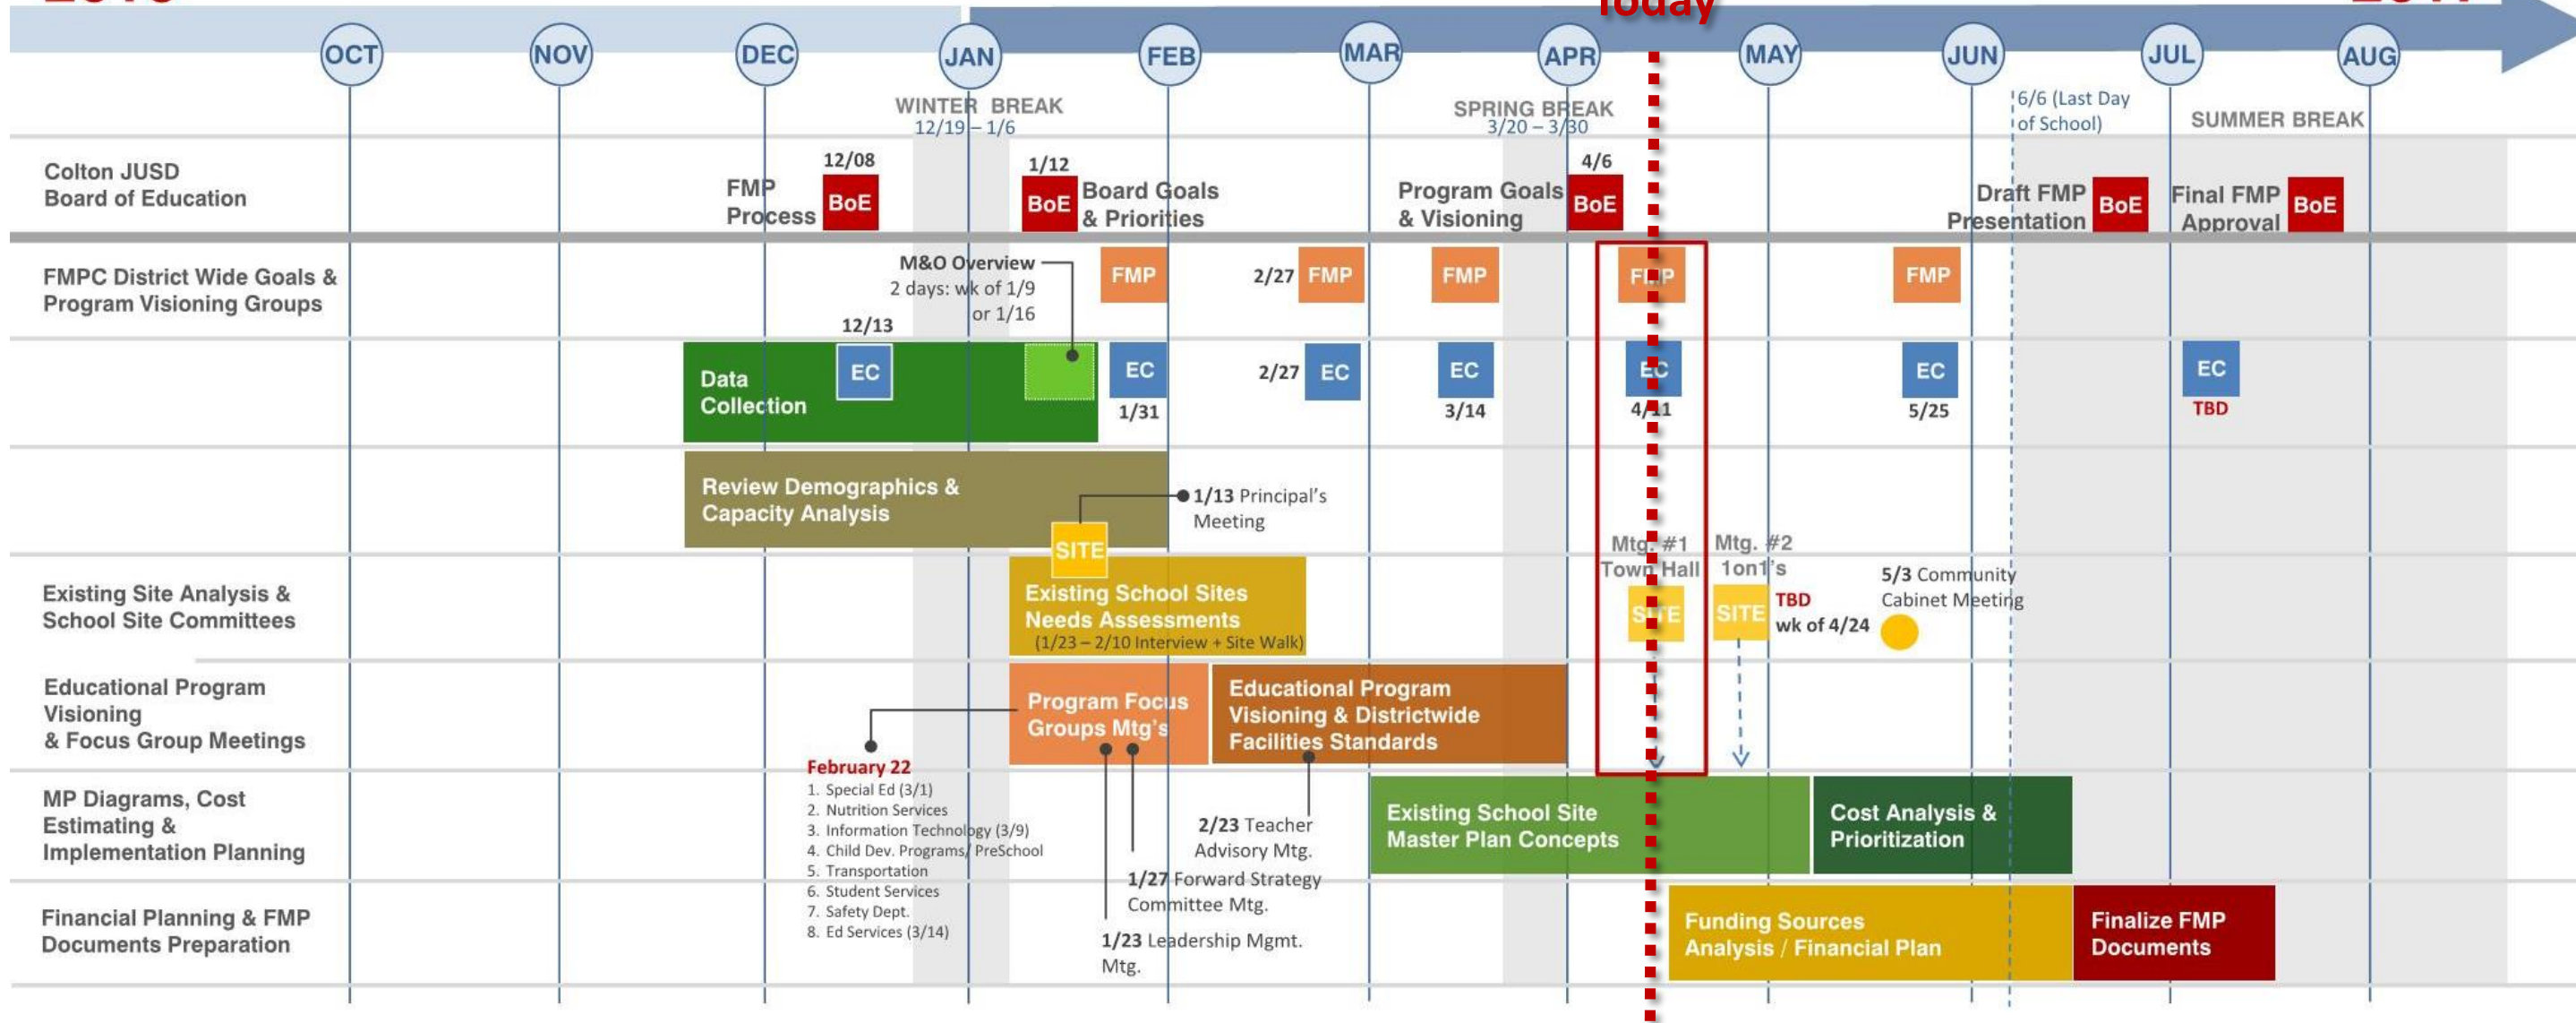 Today
OCT
NOV
DEC
JAN
FEB
MAR
APR
MAY
JUN
JUL
AUG
WINTER BREAK
12/19 – 1/6
SPRING BREAK
3/20 – 3/30
6/6 (Last Day
of School)
SUMMER BREAK
Colton JUSD
Board of Education
FMP
Process
12/08
BoE
1/12
BoE
Board Goals
& Priorities
Program Goals
& Visioning
4/6
BoE
Draft FMP
Presentation
BoE
Final FMP
Approval
BoE
FMPC District Wide Goals &
Program Visioning Groups
M&O Overview
2 days: wk of 1/9
or 1/16
FMP
2/27
FMP
FMP
FMP
FMP
Data
Collection
12/13
EC
EC
1/31
2/27
EC
EC
3/14
EC
4/11
EC
5/25
EC
TBD
Review Demographics &
Capacity Analysis
1/13 Principal's
Meeting
SITE
Existing Site Analysis &
School Site Committees
Existing School Sites
Needs Assessments
(1/23 – 2/10 Interview + Site Walk)
Mtg. #1
Town Hall
SITE
Mtg. #2
1on1's
SITE
TBD
wk of 4/24
5/3 Community
Cabinet Meeting
Educational Program
Visioning
& Focus Group Meetings
Program Focus
Groups Mtg's
Educational Program
Visioning & Districtwide
Facilities Standards
February 22
1. Special Ed (3/1)
2. Nutrition Services
3. Information Technology (3/9)
4. Child Dev. Programs/ PreSchool
5. Transportation
6. Student Services
7. Safety Dept.
8. Ed Services (3/14)
2/23 Teacher
Advisory Mtg.
1/27 Forward Strategy
Committee Mtg.
1/23 Leadership Mgmt.
Mtg.
MP Diagrams, Cost
Estimating &
Implementation Planning
Existing School Site
Master Plan Concepts
Cost Analysis &
Prioritization
Financial Planning & FMP
Documents Preparation
Funding Sources
Analysis / Financial Plan
Finalize FMP
Documents